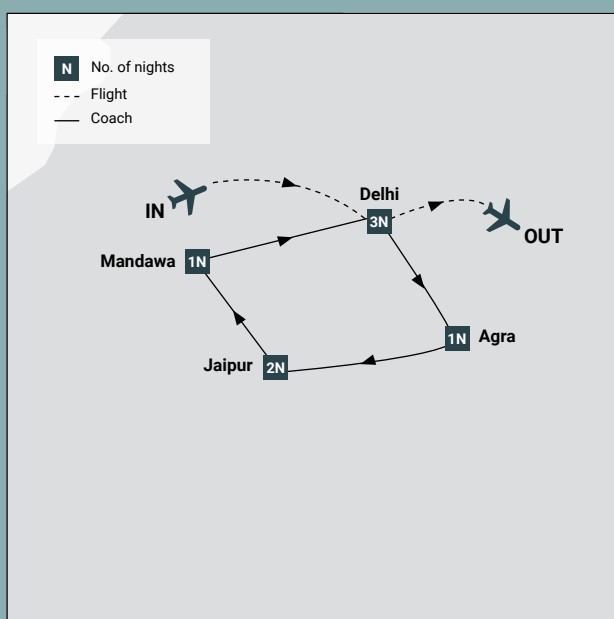 N No. of nights
Flight
Coach
Delhi
3N
IN
OUT
Mandawa 1N
1N Agra
Jaipur 2N